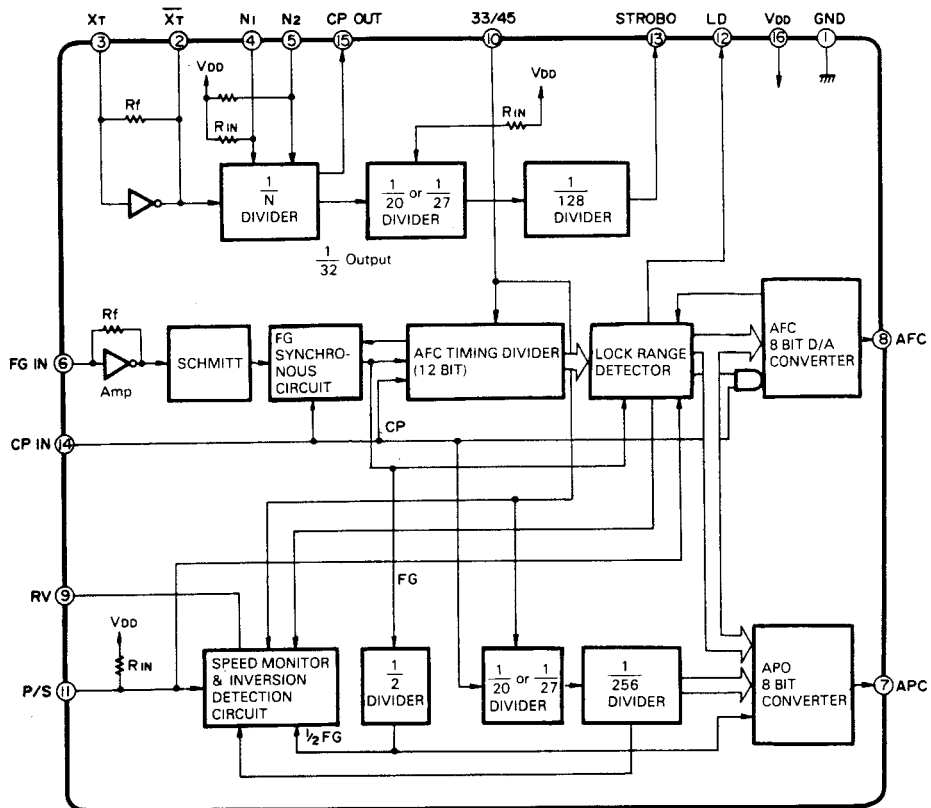 XT X̅T̅ N1 N2 CP OUT 33/45 STROBO LD VDD GND
3 2 4 5 15 10 13 12 16 1
VDD
Rf
RIN
VDD
RIN
1/N
DIVIDER
1/20 or 1/27
DIVIDER
1/128
DIVIDER
1/32 Output
Rf
FG IN 6
Amp
SCHMITT
FG
SYNCHRO-
NOUS
CIRCUIT
AFC TIMING DIVIDER
(12 BIT)
LOCK RANGE
DETECTOR
AFC
8 BIT D/A
CONVERTER
8 AFC
CP IN 14
CP
FG
RV 9
VDD
RIN
P/S 11
SPEED MONITOR
& INVERSION
DETECTION
CIRCUIT
1/2
DIVIDER
1/20 or 1/27
DIVIDER
1/256
DIVIDER
APO
8 BIT
CONVERTER
7 APC
1/2 FG